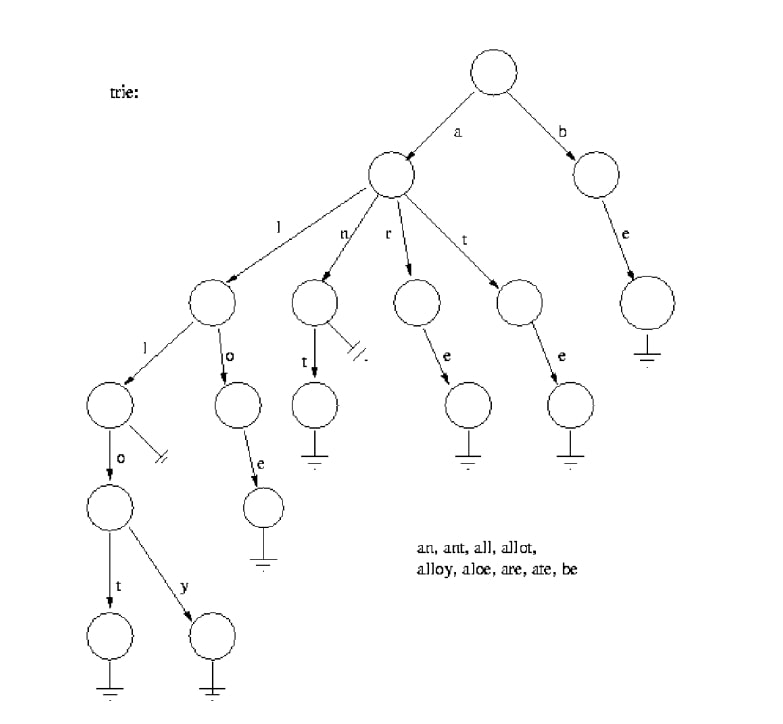 trie:
a
b
l
n
r
t
e
l
o
t
e
e
o
e
t
y
an, ant, all, allot,
alloy, aloe, are, ate, be